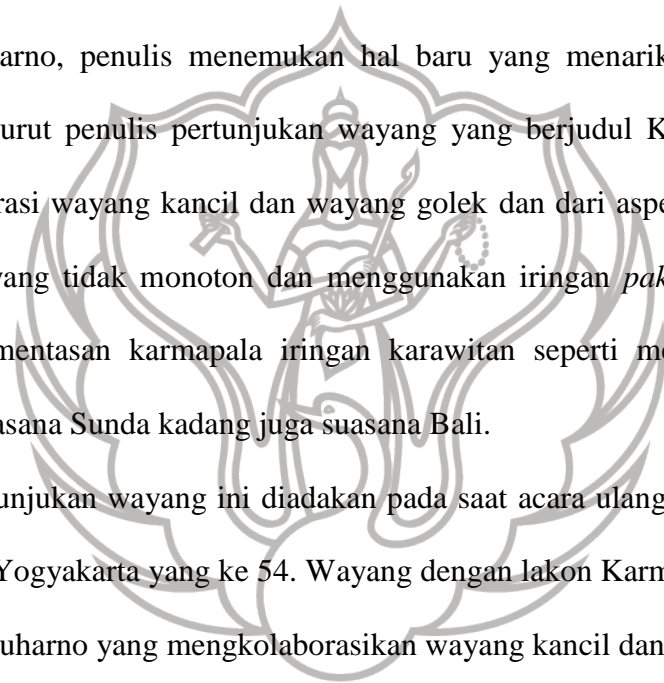 arno, penulis menemukan hal baru yang menarik
urut penulis pertunjukan wayang yang berjudul K
rasi wayang kancil dan wayang golek dan dari aspe
yang tidak monoton dan menggunakan iringan pak
mentasan karmapala iringan karawitan seperti me
asana Sunda kadang juga suasana Bali.
unjukan wayang ini diadakan pada saat acara ulang
Yogyakarta yang ke 54. Wayang dengan lakon Karm
uharno yang mengkolaborasikan wayang kancil dan